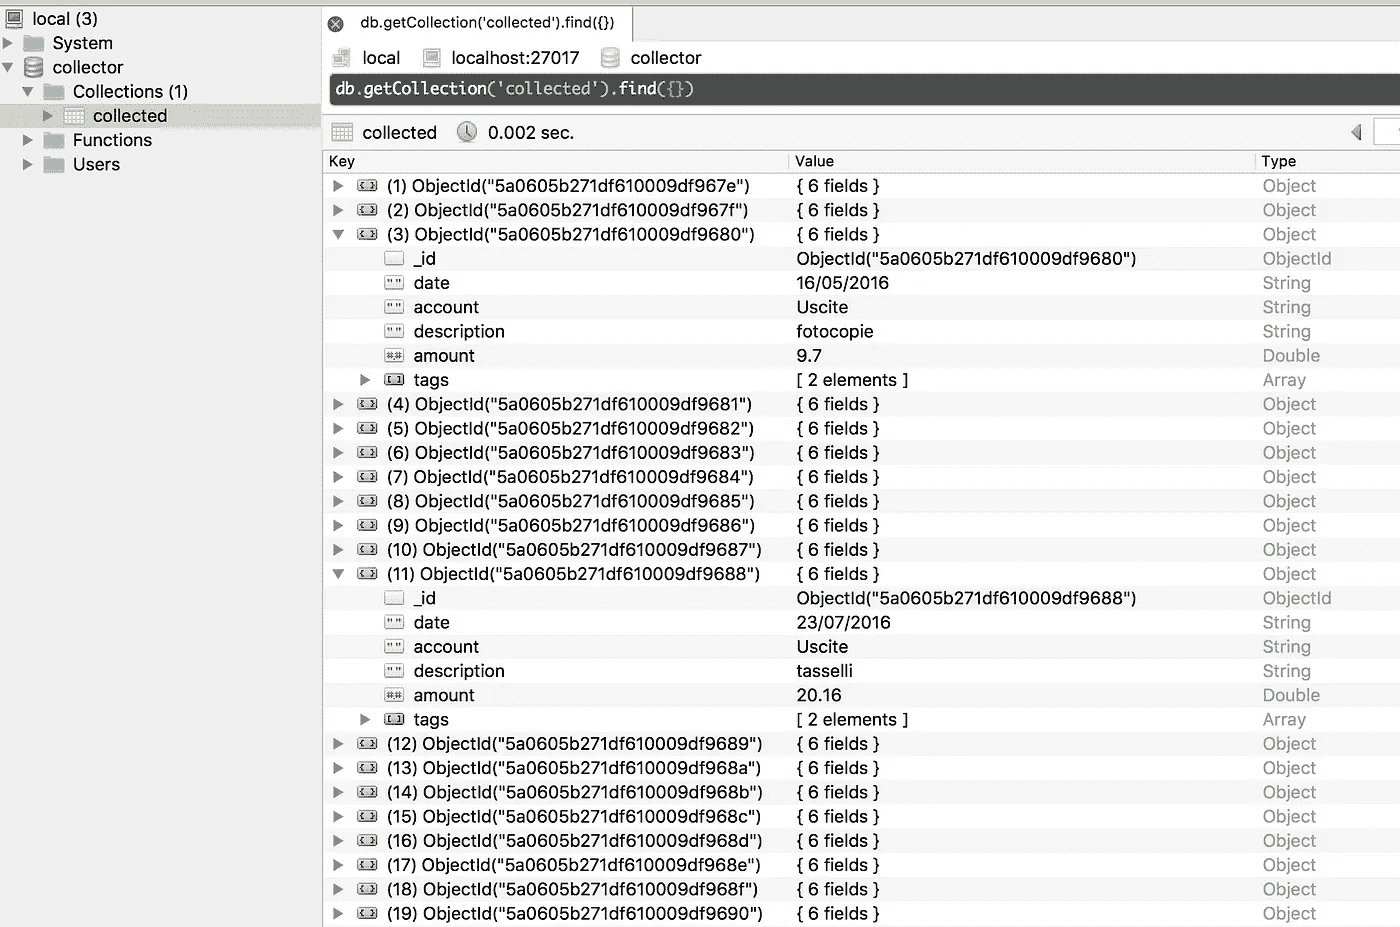 local (3)
System
collector
Collections (1)
collected
Functions
Users
db.getCollection('collected').find({})
local localhost:27017 collector
db.getCollection('collected').find({})
collected 0.002 sec.
Key Value Type
(1) ObjectId("5a0605b271df610009df967e") { 6 fields } Object
(2) ObjectId("5a0605b271df610009df967f") { 6 fields } Object
(3) ObjectId("5a0605b271df610009df9680") { 6 fields } Object
_id ObjectId("5a0605b271df610009df9680") ObjectId
date 16/05/2016 String
account Uscite String
description fotocopie String
amount 9.7 Double
tags [ 2 elements ] Array
(4) ObjectId("5a0605b271df610009df9681") { 6 fields } Object
(5) ObjectId("5a0605b271df610009df9682") { 6 fields } Object
(6) ObjectId("5a0605b271df610009df9683") { 6 fields } Object
(7) ObjectId("5a0605b271df610009df9684") { 6 fields } Object
(8) ObjectId("5a0605b271df610009df9685") { 6 fields } Object
(9) ObjectId("5a0605b271df610009df9686") { 6 fields } Object
(10) ObjectId("5a0605b271df610009df9687") { 6 fields } Object
(11) ObjectId("5a0605b271df610009df9688") { 6 fields } Object
_id ObjectId("5a0605b271df610009df9688") ObjectId
date 23/07/2016 String
account Uscite String
description tasselli String
amount 20.16 Double
tags [ 2 elements ] Array
(12) ObjectId("5a0605b271df610009df9689") { 6 fields } Object
(13) ObjectId("5a0605b271df610009df968a") { 6 fields } Object
(14) ObjectId("5a0605b271df610009df968b") { 6 fields } Object
(15) ObjectId("5a0605b271df610009df968c") { 6 fields } Object
(16) ObjectId("5a0605b271df610009df968d") { 6 fields } Object
(17) ObjectId("5a0605b271df610009df968e") { 6 fields } Object
(18) ObjectId("5a0605b271df610009df968f") { 6 fields } Object
(19) ObjectId("5a0605b271df610009df9690") { 6 fields } Object